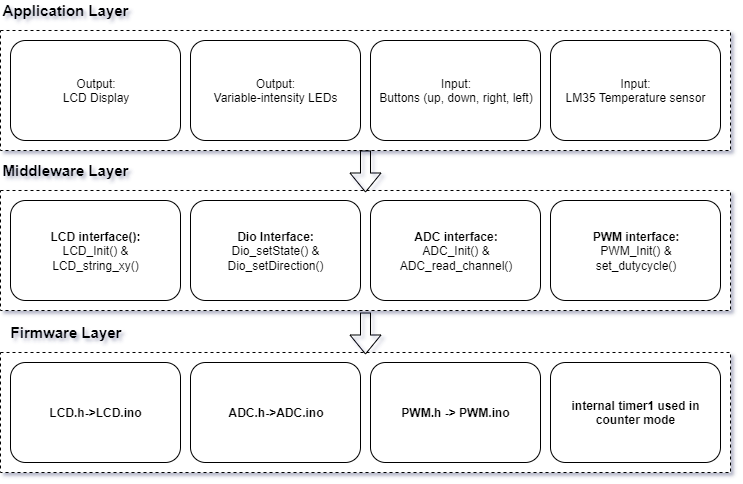 Application Layer
Output:
LCD Display
Output:
Variable-intensity LEDs
Input:
Buttons (up, down, right, left)
Input:
LM35 Temperature sensor
Middleware Layer
LCD interface():
LCD_Init() &
LCD_string_xy()
Dio Interface:
Dio_setState() &
Dio_setDirection()
ADC interface:
ADC_Init() &
ADC_read_channel()
PWM interface:
PWM_Init() &
set_dutycycle()
Firmware Layer
LCD.h->LCD.ino
ADC.h->ADC.ino
PWM.h -> PWM.ino
internal timer1 used in
counter mode